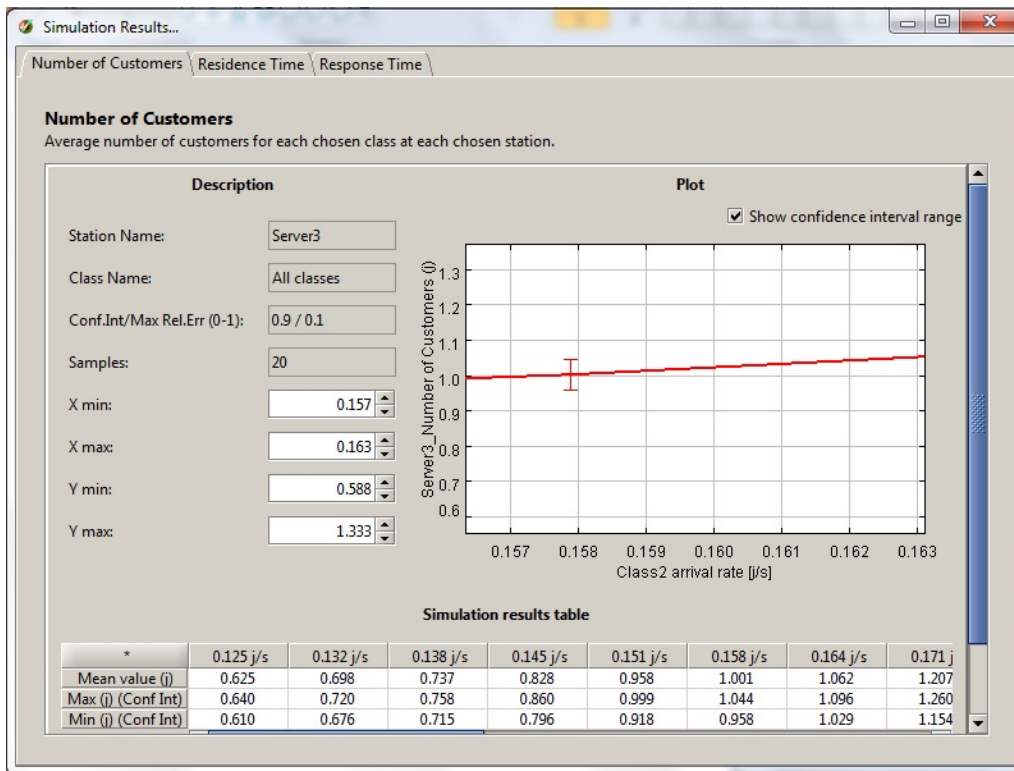 Simulation Results...
Number of Customers Residence Time Response Time
Number of Customers
Average number of customers for each chosen class at each chosen station.
Description
Station Name: Server3
Class Name: All classes
Conf.Int/Max Rel.Err (0-1): 0.9 / 0.1
Samples: 20
X min: 0.157
X max: 0.163
Y min: 0.588
Y max: 1.333
Plot
Show confidence interval range
Server3_Number of Customers (j)
1.3
1.2
1.1
1.0
0.9
0.8
0.7
0.6
0.157 0.158 0.159 0.160 0.161 0.162 0.163
Class2 arrival rate [j/s]
Simulation results table
* 0.125 j/s 0.132 j/s 0.138 j/s 0.145 j/s 0.151 j/s 0.158 j/s 0.164 j/s 0.171 j
Mean value (j) 0.625 0.698 0.737 0.828 0.958 1.001 1.062 1.207
Max (j) (Conf Int) 0.640 0.720 0.758 0.860 0.999 1.044 1.096 1.260
Min (j) (Conf Int) 0.610 0.676 0.715 0.796 0.918 0.958 1.029 1.154